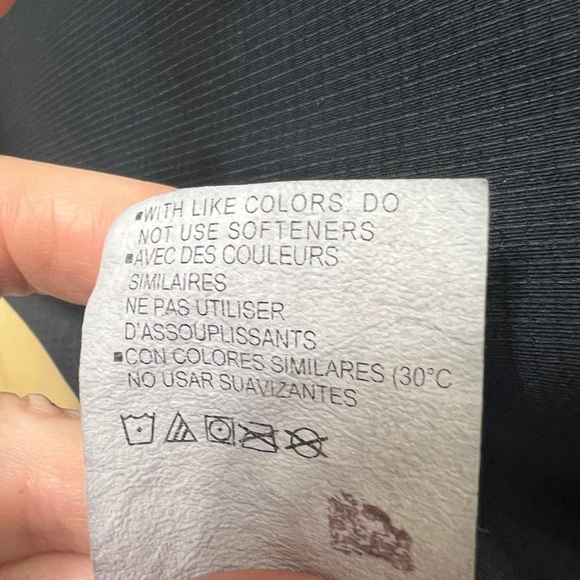 WITH LIKE COLORS. DO
NOT USE SOFTENERS
AVEC DES COULEURS
SIMILAIRES
NE PAS UTILISER
D'ASSOUPLISSANTS
CON COLORES SIMILARES (30°C
NO USAR SUAVIZANTES